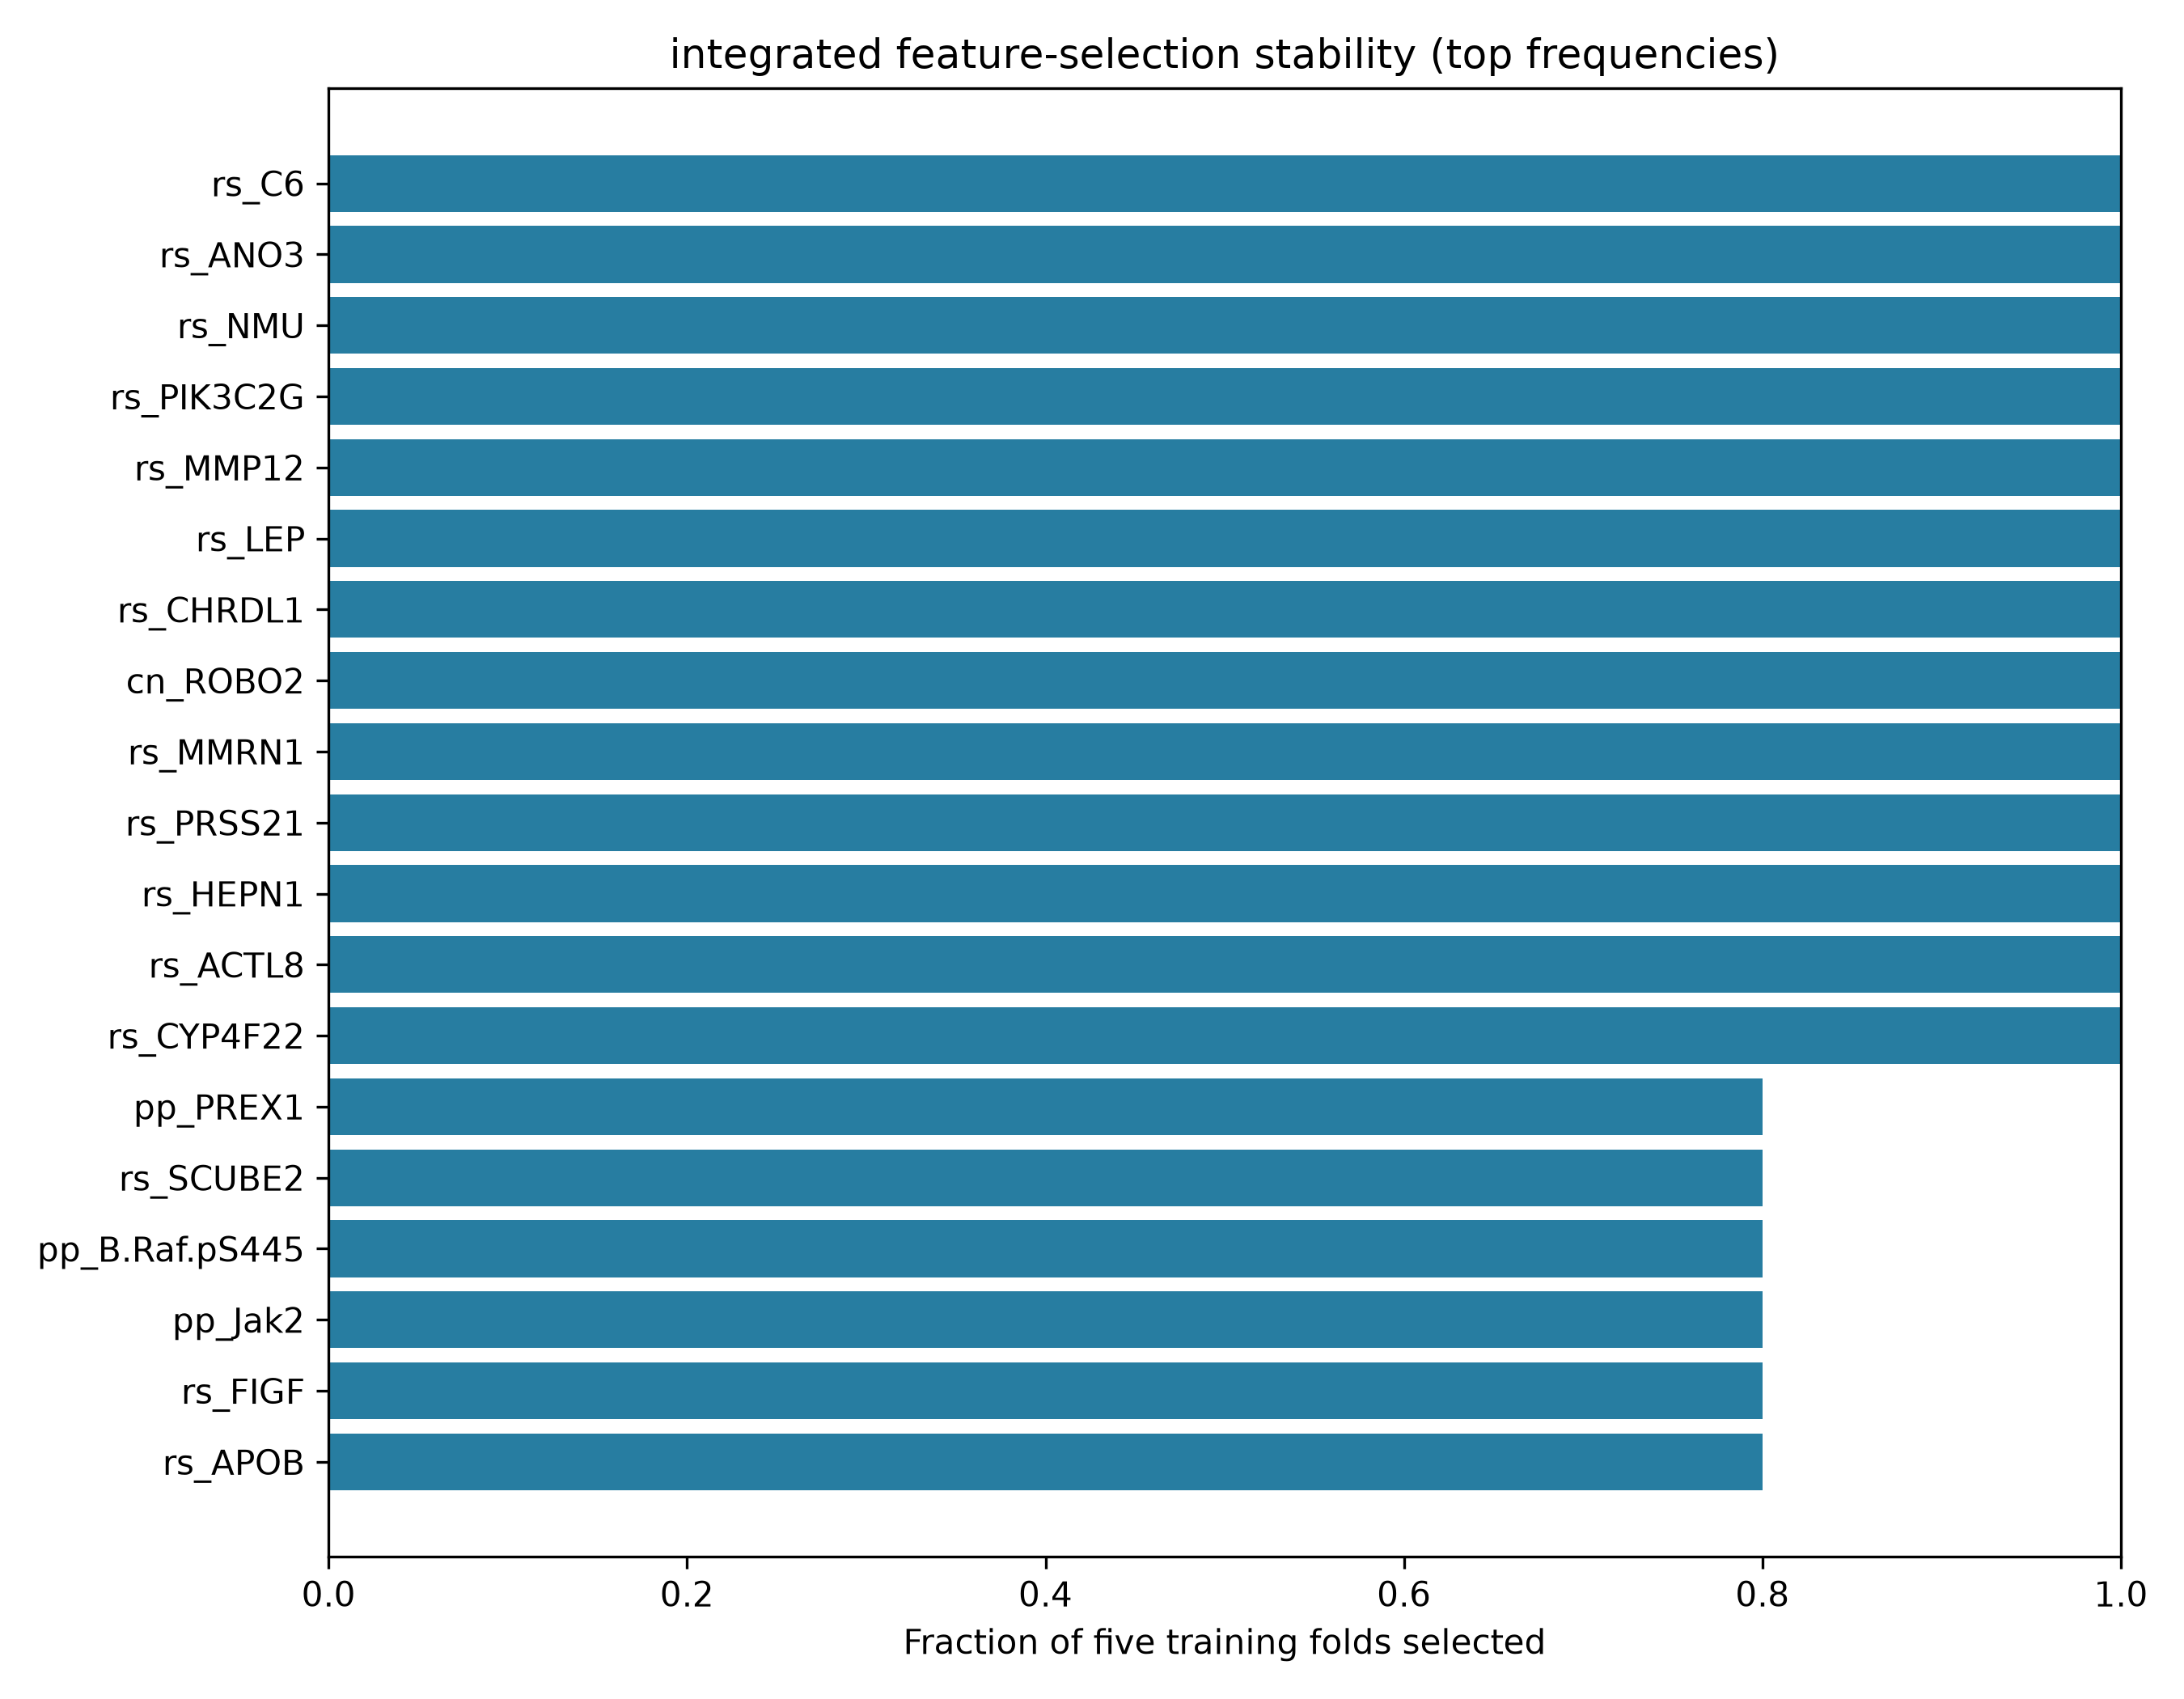 integrated feature-selection stability (top frequencies)
rs_C6
rs_ANO3
rs_NMU
rs_PIK3C2G
rs_MMP12
rs_LEP
rs_CHRDL1
cn_ROBO2
rs_MMRN1
rs_PRSS21
rs_HEPN1
rs_ACTL8
rs_CYP4F22
pp_PREX1
rs_SCUBE2
pp_B.Raf.pS445
pp_Jak2
rs_FIGF
rs_APOB
0.0 0.2 0.4 0.6 0.8 1.0
Fraction of five training folds selected